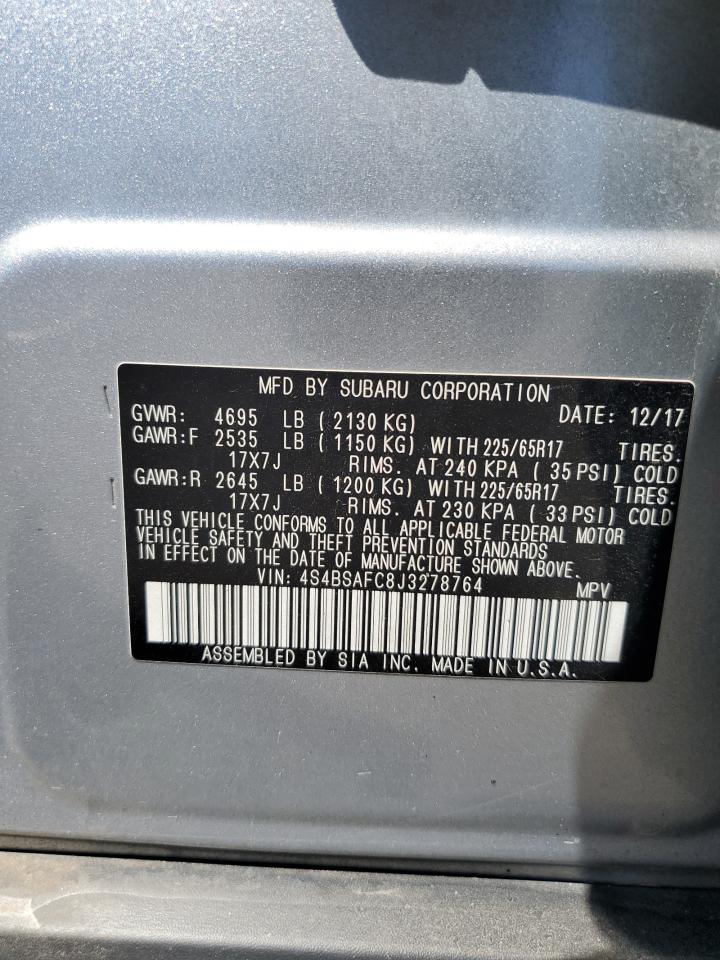 MFD BY SUBARU CORPORATION
GVWR: 4695 LB ( 2130 KG) DATE: 12/17
GAWR:F 2535 LB ( 1150 KG) WITH 225/65R17 TIRES.
17X7J RIMS. AT 240 KPA ( 35 PSI) COLD
GAWR:R 2645 LB ( 1200 KG) WITH 225/65R17 TIRES.
17X7J RIMS. AT 230 KPA ( 33 PSI) COLD
THIS VEHICLE CONFORMS TO ALL APPLICABLE FEDERAL MOTOR
VEHICLE SAFETY AND THEFT PREVENTION STANDARDS
IN EFFECT ON THE DATE OF MANUFACTURE SHOWN ABOVE.
VIN: 4S4BSAFC8J3278764 MPV
ASSEMBLED BY SIA INC. MADE IN U.S.A.